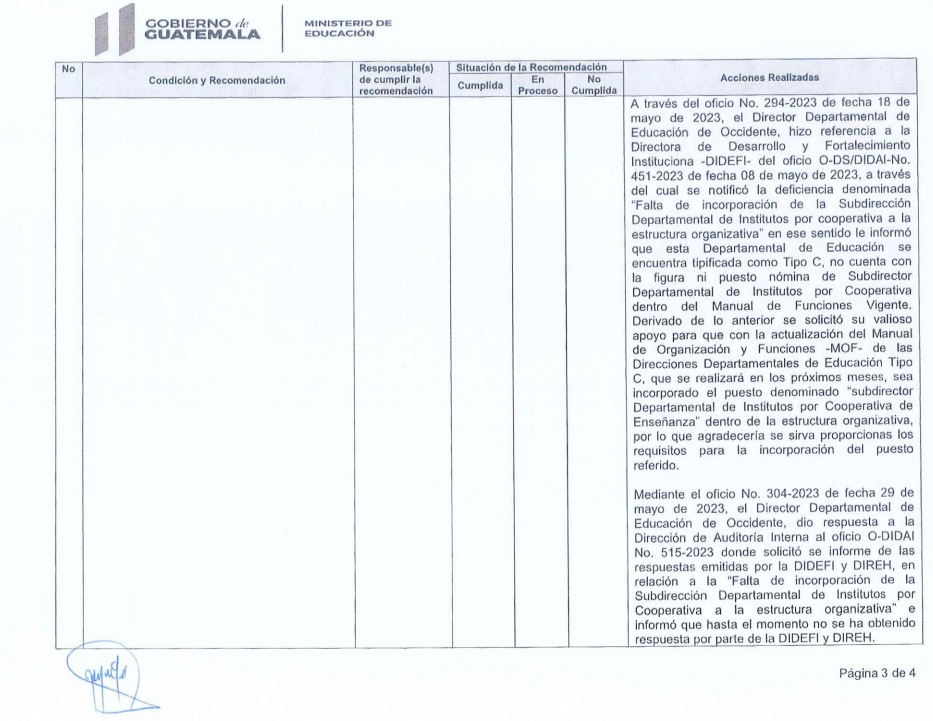 GOBIERNO de
GUATEMALA
MINISTERIO DE
EDUCACIÓN
No
Condición y Recomendación
Responsable(s)
de cumplir la
recomendación
Situación de la Recomendación
Cumplida
En
Proceso
No
Cumplida
Acciones Realizadas
A través del oficio No. 294-2023 de fecha 18 de
mayo de 2023, el Director Departamental de
Educación de Occidente, hizo referencia a la
Directora de Desarrollo y Fortalecimiento
Instituciona -DIDEFI- del oficio O-DS/DIDAI-No.
451-2023 de fecha 08 de mayo de 2023, a través
del cual se notificó la deficiencia denominada
“Falta de incorporación de la Subdirección
Departamental de Institutos por cooperativa a la
estructura organizativa” en ese sentido le informó
que esta Departamental de Educación se
encuentra tipificada como Tipo C, no cuenta con
la figura ni puesto nómina de Subdirector
Departamental de Institutos por Cooperativa
dentro del Manual de Funciones Vigente.
Derivado de lo anterior se solicitó su valioso
apoyo para que con la actualización del Manual
de Organización y Funciones -MOF- de las
Direcciones Departamentales de Educación Tipo
C, que se realizará en los próximos meses, sea
incorporado el puesto denominado “subdirector
Departamental de Institutos por Cooperativa de
Enseñanza” dentro de la estructura organizativa,
por lo que agradecería se sirva proporcionas los
requisitos para la incorporación del puesto
referido.
Mediante el oficio No. 304-2023 de fecha 29 de
mayo de 2023, el Director Departamental de
Educación de Occidente, dio respuesta a la
Dirección de Auditoría Interna al oficio O-DIDAI
No. 515-2023 donde solicitó se informe de las
respuestas emitidas por la DIDEFI y DIREH, en
relación a la “Falta de incorporación de la
Subdirección Departamental de Institutos por
Cooperativa a la estructura organizativa” e
informó que hasta el momento no se ha obtenido
respuesta por parte de la DIDEFI y DIREH.
Página 3 de 4